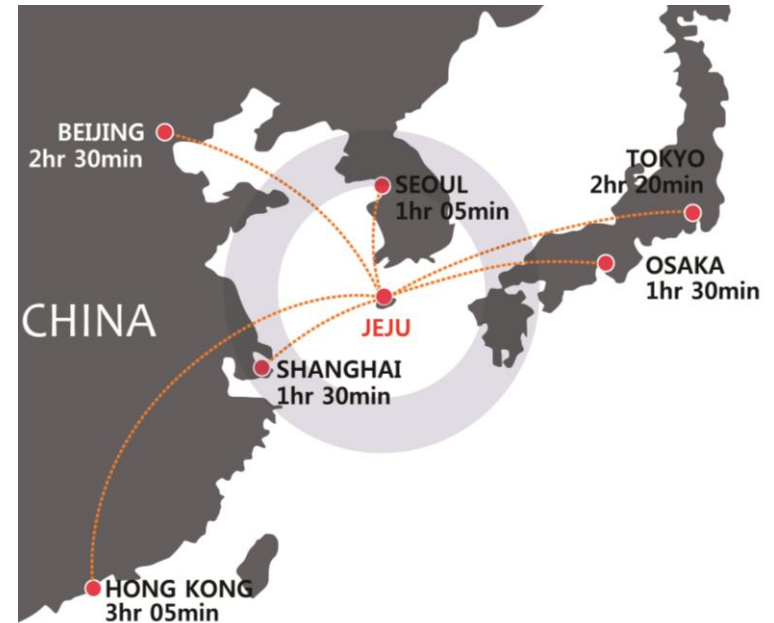 BEIJING
2hr 30min
SEOUL
1hr 05min
TOKYO
2hr 20min
OSAKA
1hr 30min
CHINA
JEJU
SHANGHAI
1hr 30min
HONG KONG
3hr 05min